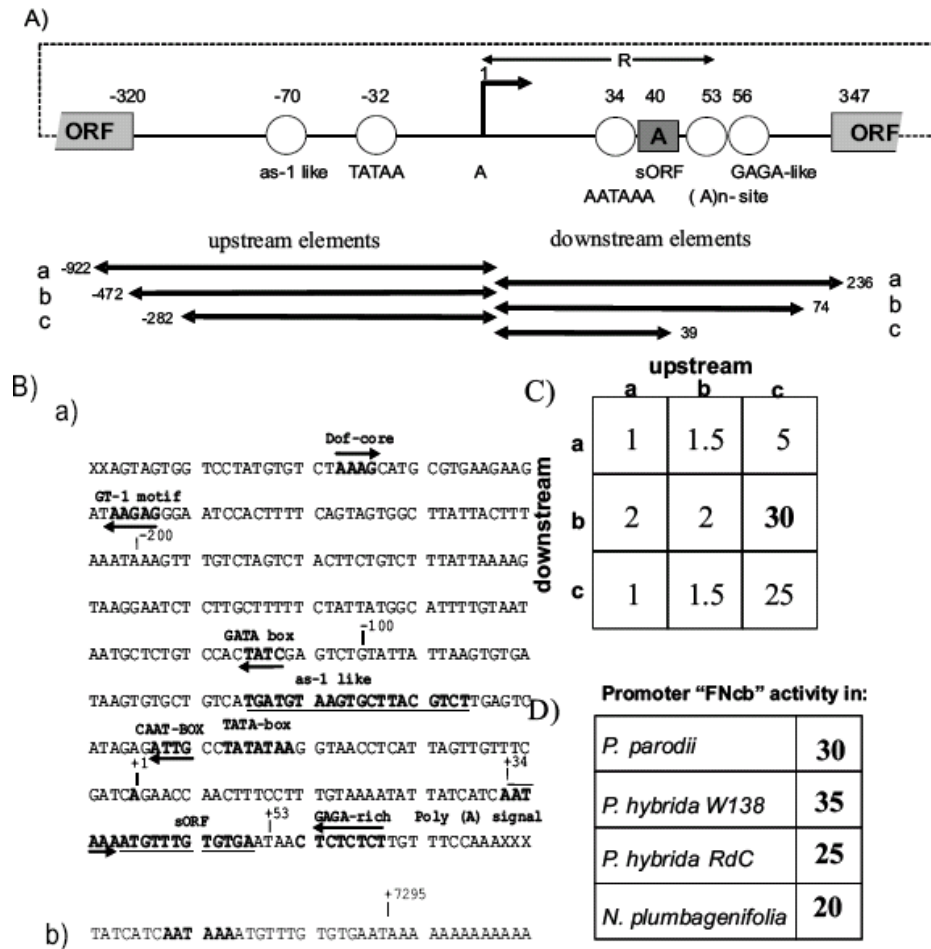 A)
R
1
-320 -70 -32 34 40 53 56 347
ORF A ORF
as-1 like TATAA A sORF GAGA-like
AATAAA (A)n-site
upstream elements downstream elements
a -922 236 a
b -472 74 b
c -282 39 c
B)
a)
Dof-core
XXAGTAGTGG TCCTATGTGT CTAAAGCATG CGTGAAGAAG
GT-1 motif
ATAAGAGGGA ATCCACTTTT CAGTAGTGGC TTATTACTTT
-200
AAATAAAGTT TGTCTAGTCT ACTTCTGTCT TTATTAAAAG
TAAGGAATCT CTTGCTTTTT CTATTATGGC ATTTTGTAAT
GATA box -100
AATGCTCTGT CCACTATCGA GTCTGTATTA TTAAGTGTGA
as-1 like
TAAGTGTGCT GTCATGATGT AAGTGCTTAC GTCTTGAGTC
CAAT-BOX TATA-box
ATAGAGATTG CCTATATAAG GTAACCTCAT TAGTTGTTTC
+1 +34
GATCAGAACC AACTTTCCTT TGTAAAATAT TATCATCAAT
sORF +53 GAGA-rich Poly (A) signal
AAAATGTTTG TGTGAATAAC TCTCTCTTGT TTCCAAAXXX
+7295
b) TATCATCAAT AAAATGTTTG TGTGAATAAA AAAAAAAAAA
C)
upstream
a b c
downstream
a 1 1.5 5
b 2 2 30
c 1 1.5 25
D)
Promoter "FNcb" activity in:
P. parodii 30
P. hybrida W138 35
P. hybrida RdC 25
N. plumbagenifolia 20